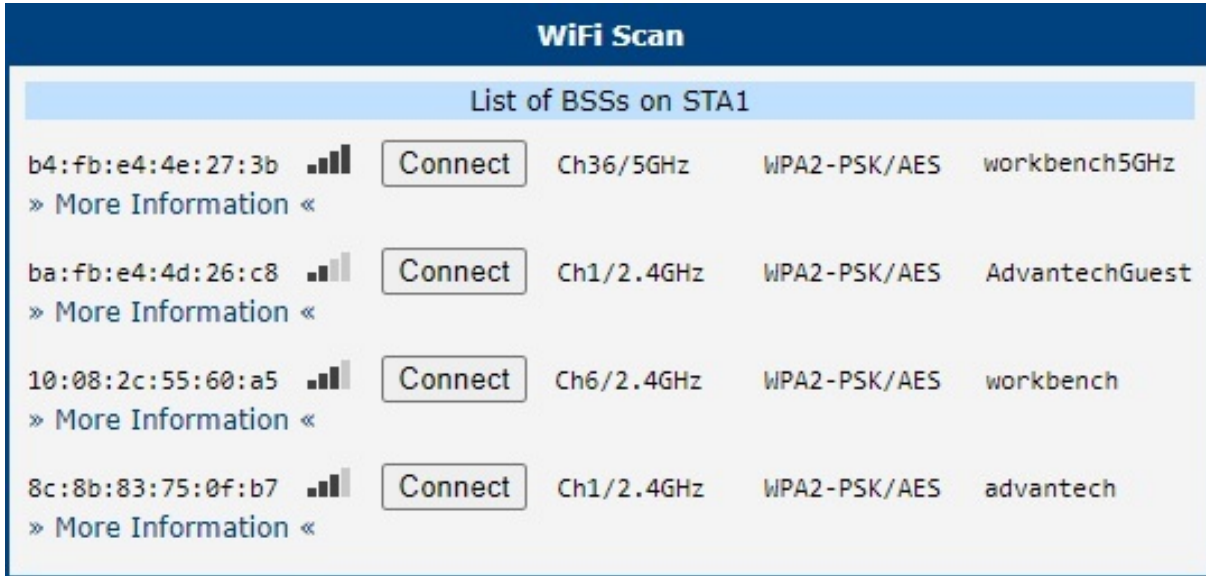 WiFi Scan
List of BSSs on STA1
b4:fb:e4:4e:27:3b Connect Ch36/5GHz WPA2-PSK/AES workbench5GHz
» More Information «
ba:fb:e4:4d:26:c8 Connect Ch1/2.4GHz WPA2-PSK/AES AdvantechGuest
» More Information «
10:08:2c:55:60:a5 Connect Ch6/2.4GHz WPA2-PSK/AES workbench
» More Information «
8c:8b:83:75:0f:b7 Connect Ch1/2.4GHz WPA2-PSK/AES advantech
» More Information «